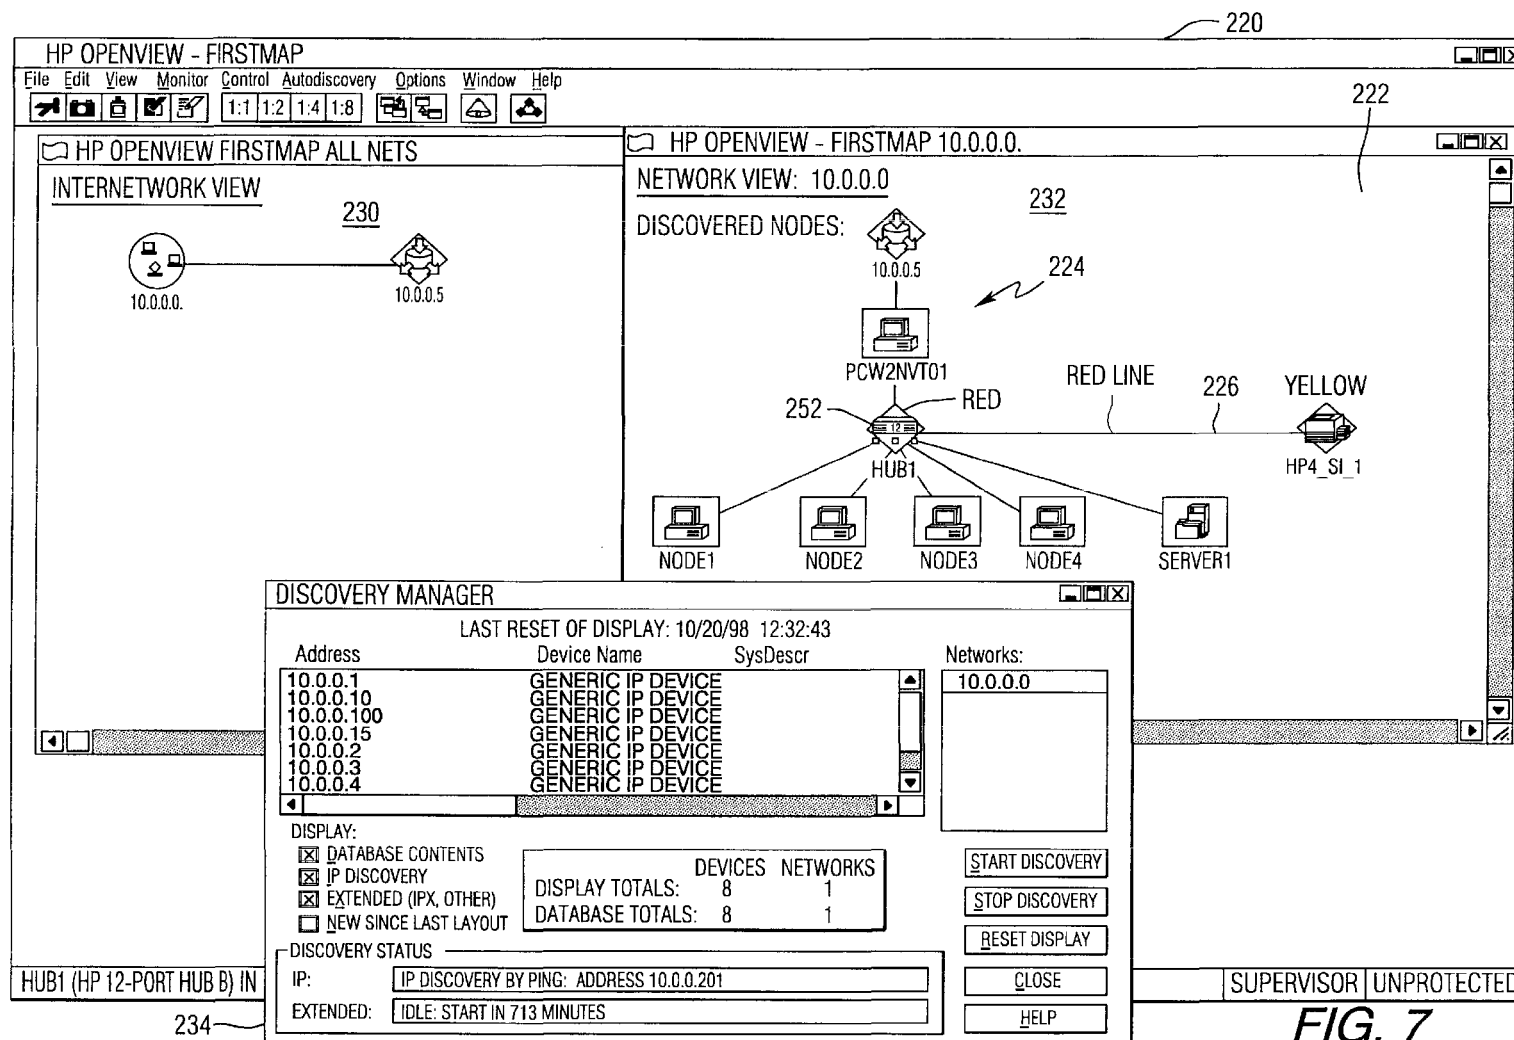 220
HP OPENVIEW - FIRSTMAP
File Edit View Monitor Control Autodiscovery Options Window Help
1:1 1:2 1:4 1:8
222
HP OPENVIEW FIRSTMAP ALL NETS
INTERNETWORK VIEW
230
10.0.0.0.
10.0.0.5
HP OPENVIEW - FIRSTMAP 10.0.0.0.
NETWORK VIEW: 10.0.0.0
232
DISCOVERED NODES:
10.0.0.5
224
PCW2NVT01
RED LINE
226
YELLOW
252
RED
12
HUB1
HP4_SI_1
NODE1
NODE2
NODE3
NODE4
SERVER1
DISCOVERY MANAGER
LAST RESET OF DISPLAY: 10/20/98 12:32:43
Address Device Name SysDescr Networks:
10.0.0.1 GENERIC IP DEVICE
10.0.0.10 GENERIC IP DEVICE
10.0.0.100 GENERIC IP DEVICE
10.0.0.15 GENERIC IP DEVICE
10.0.0.2 GENERIC IP DEVICE
10.0.0.3 GENERIC IP DEVICE
10.0.0.4 GENERIC IP DEVICE
10.0.0.0
DISPLAY:
DATABASE CONTENTS
IP DISCOVERY
EXTENDED (IPX, OTHER)
NEW SINCE LAST LAYOUT
DEVICES NETWORKS
DISPLAY TOTALS: 8 1
DATABASE TOTALS: 8 1
START DISCOVERY
STOP DISCOVERY
RESET DISPLAY
CLOSE
HELP
DISCOVERY STATUS
IP: IP DISCOVERY BY PING: ADDRESS 10.0.0.201
EXTENDED: IDLE: START IN 713 MINUTES
HUB1 (HP 12-PORT HUB B) IN
SUPERVISOR UNPROTECTED
234
FIG. 7